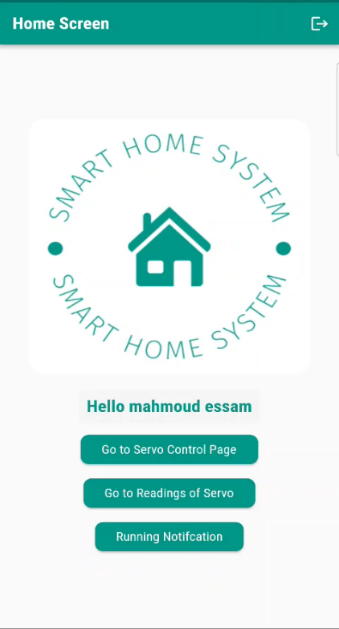 Home Screen
SMART HOME SYSTEM
SMART HOME SYSTEM
Hello mahmoud essam
Go to Servo Control Page
Go to Readings of Servo
Running Notifcation